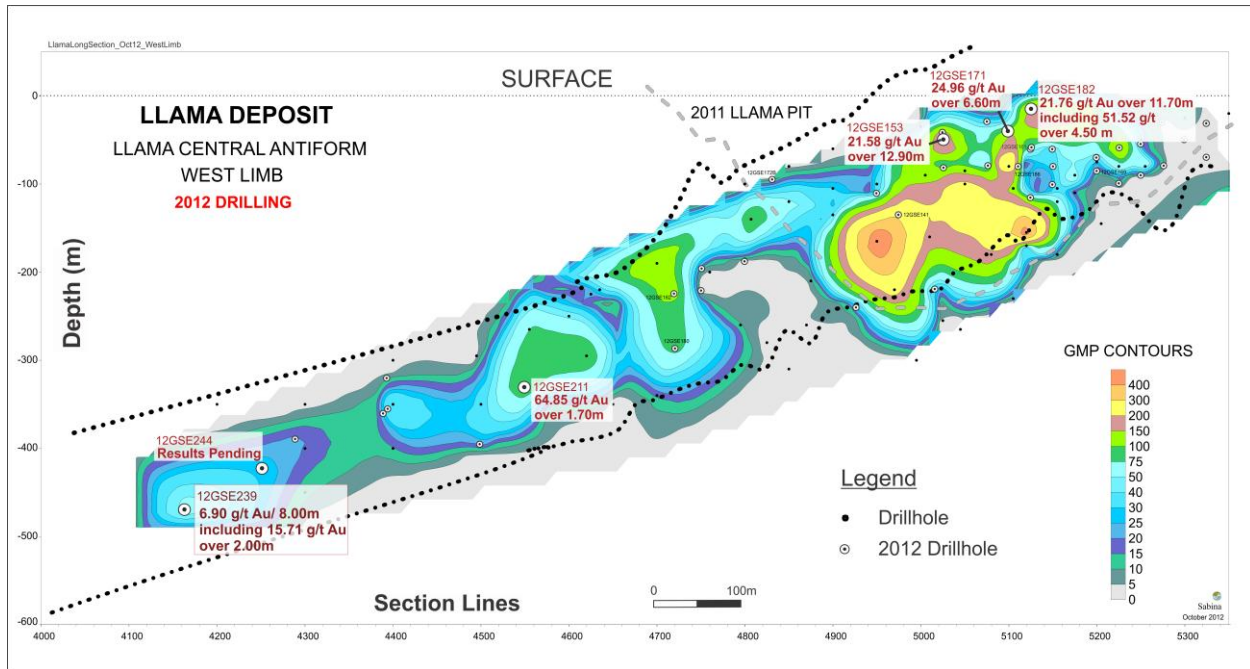 LlamaLongSection_Oct12_WestLimb
SURFACE
LLAMA DEPOSIT
LLAMA CENTRAL ANTIFORM
WEST LIMB
2012 DRILLING
2011 LLAMA PIT
12GSE171
24.96 g/t Au
over 6.60m
12GSE182
21.76 g/t Au over 11.70m
including 51.52 g/t
over 4.50 m
12GSE153
21.58 g/t Au
over 12.90m
12GSE141
12GSE211
64.85 g/t Au
over 1.70m
12GSE244
Results Pending
12GSE239
6.90 g/t Au/ 8.00m
including 15.71 g/t Au
over 2.00m
Depth (m)
0
-100
-200
-300
-400
-500
-600
GMP CONTOURS
400
300
200
150
100
75
50
40
30
25
20
15
10
5
0
Legend
Drillhole
2012 Drillhole
0 100m
Section Lines
Sabina
October 2012
4000 4100 4200 4300 4400 4500 4600 4700 4800 4900 5000 5100 5200 5300